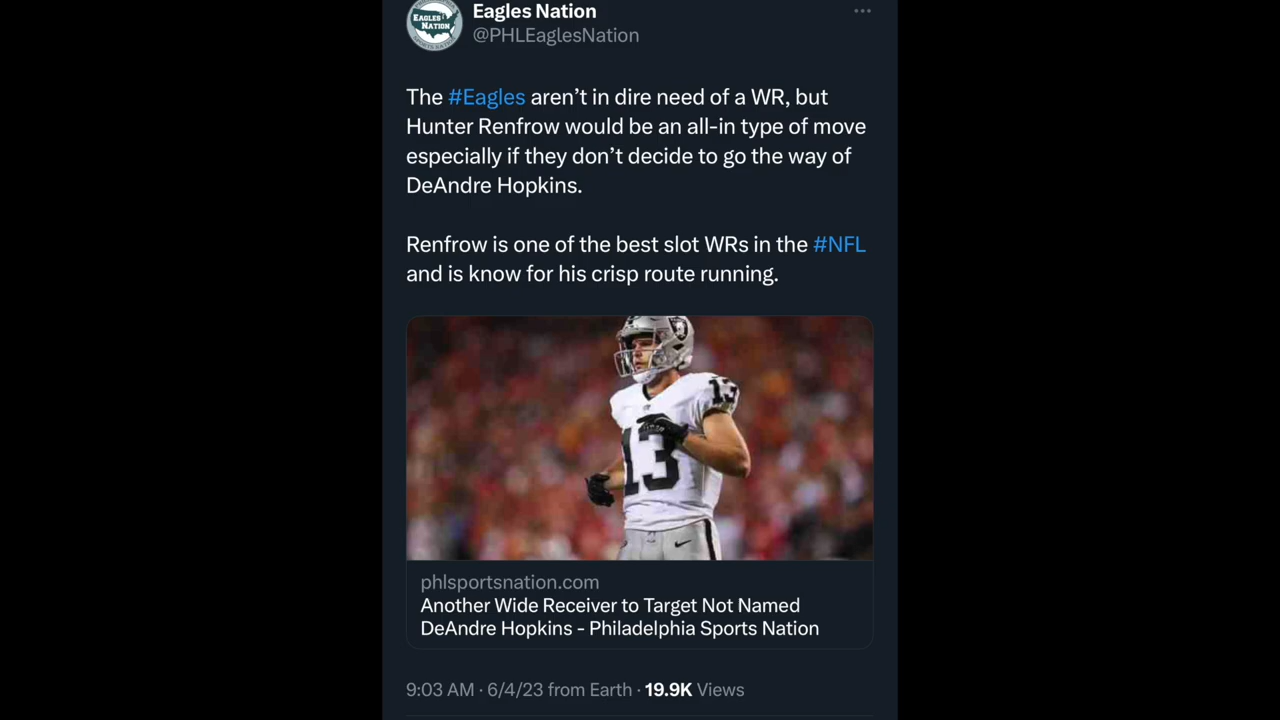 Eagles Nation
@PHLEaglesNation
EAGLES
NATION
The #Eagles aren’t in dire need of a WR, but
Hunter Renfrow would be an all-in type of move
especially if they don’t decide to go the way of
DeAndre Hopkins.
Renfrow is one of the best slot WRs in the #NFL
and is know for his crisp route running.
13
13
phlsportsnation.com
Another Wide Receiver to Target Not Named
DeAndre Hopkins - Philadelphia Sports Nation
9:03 AM · 6/4/23 from Earth · 19.9K Views